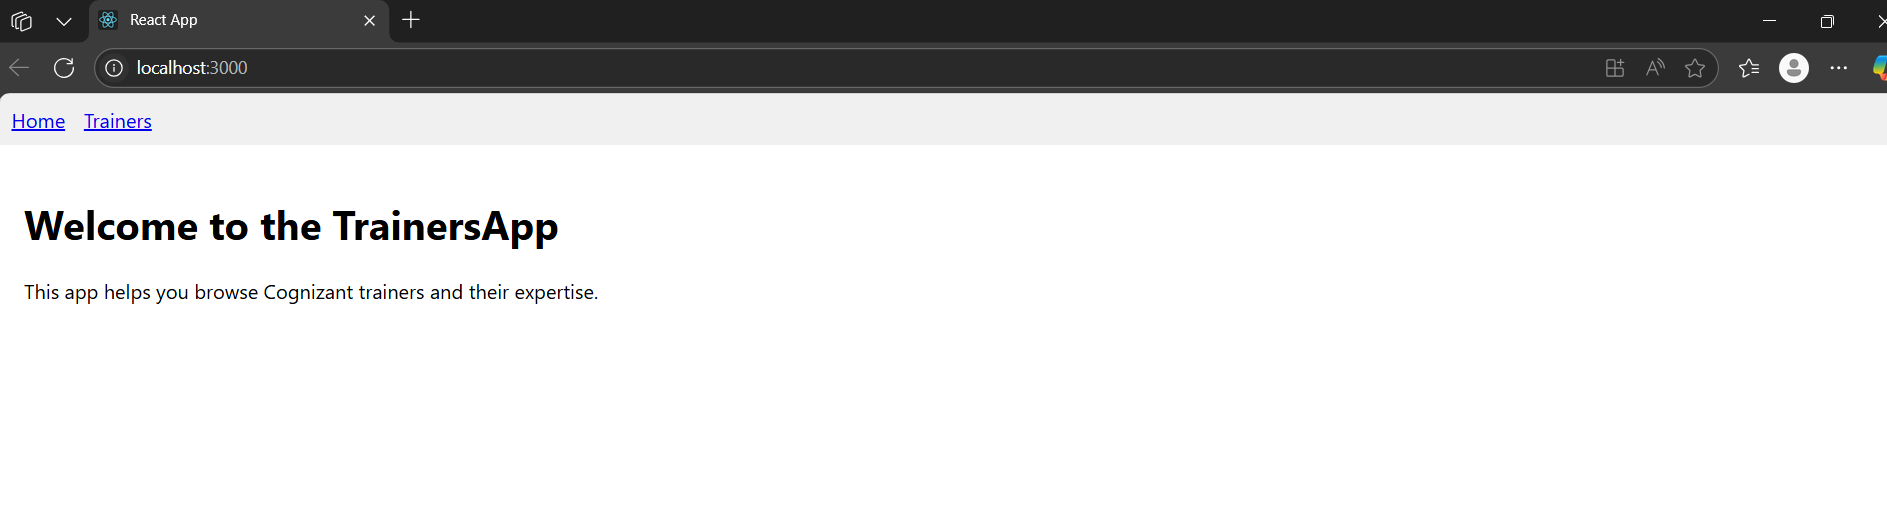 React App
localhost:3000
Home Trainers
Welcome to the TrainersApp
This app helps you browse Cognizant trainers and their expertise.